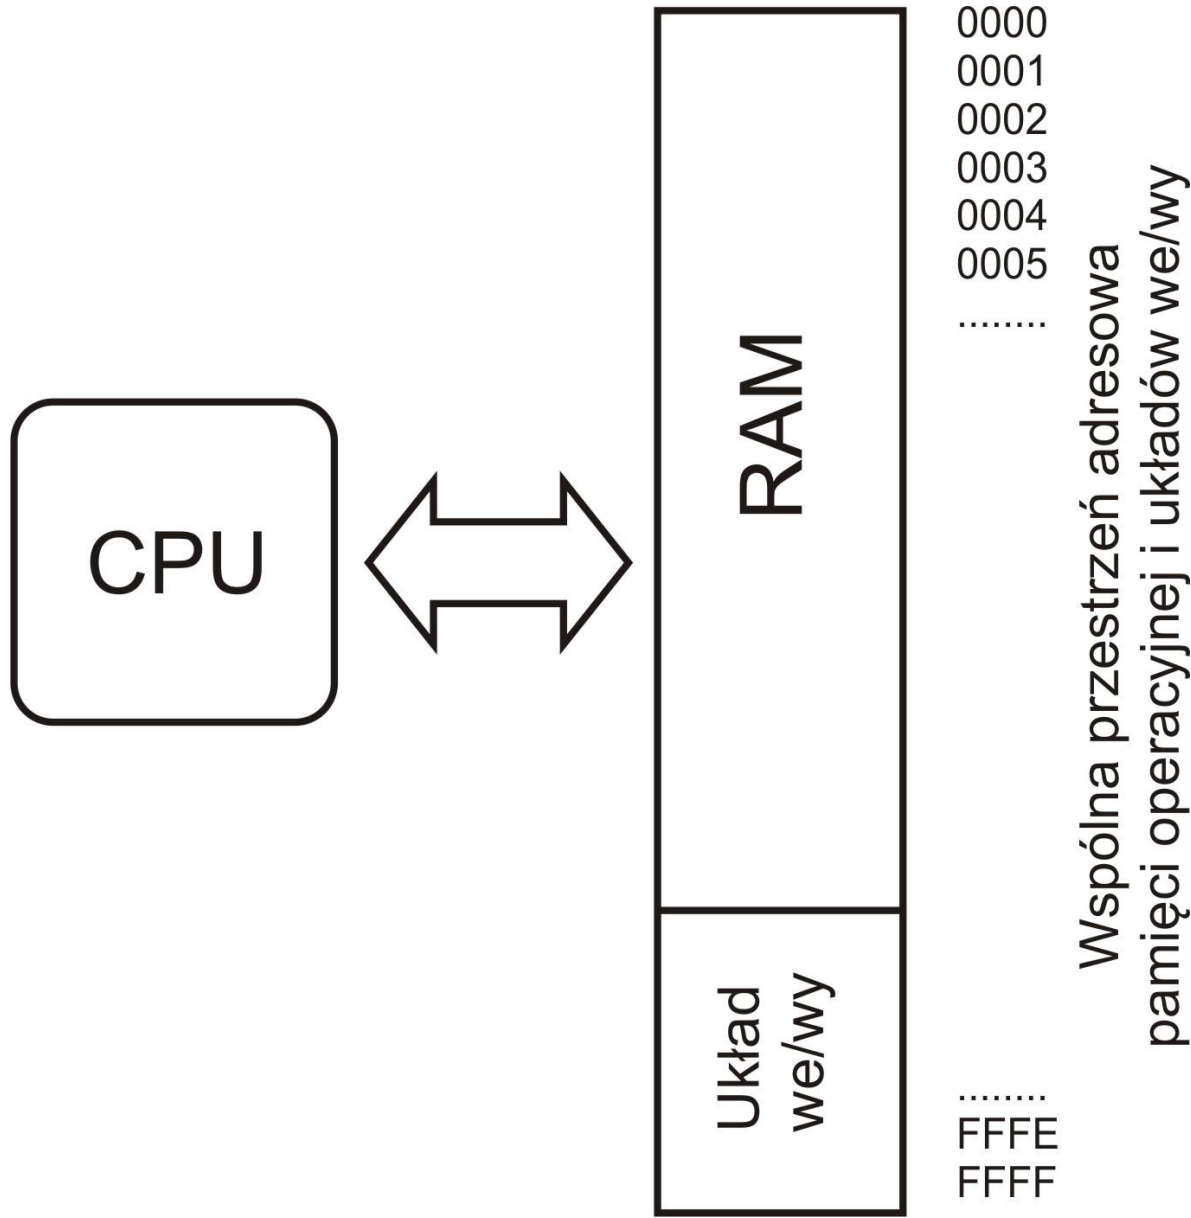 CPU
RAM
Układ
we/wy
0000
0001
0002
0003
0004
0005
........
........
FFFE
FFFF
Wspólna przestrzeń adresowa
pamięci operacyjnej i układów we/wy